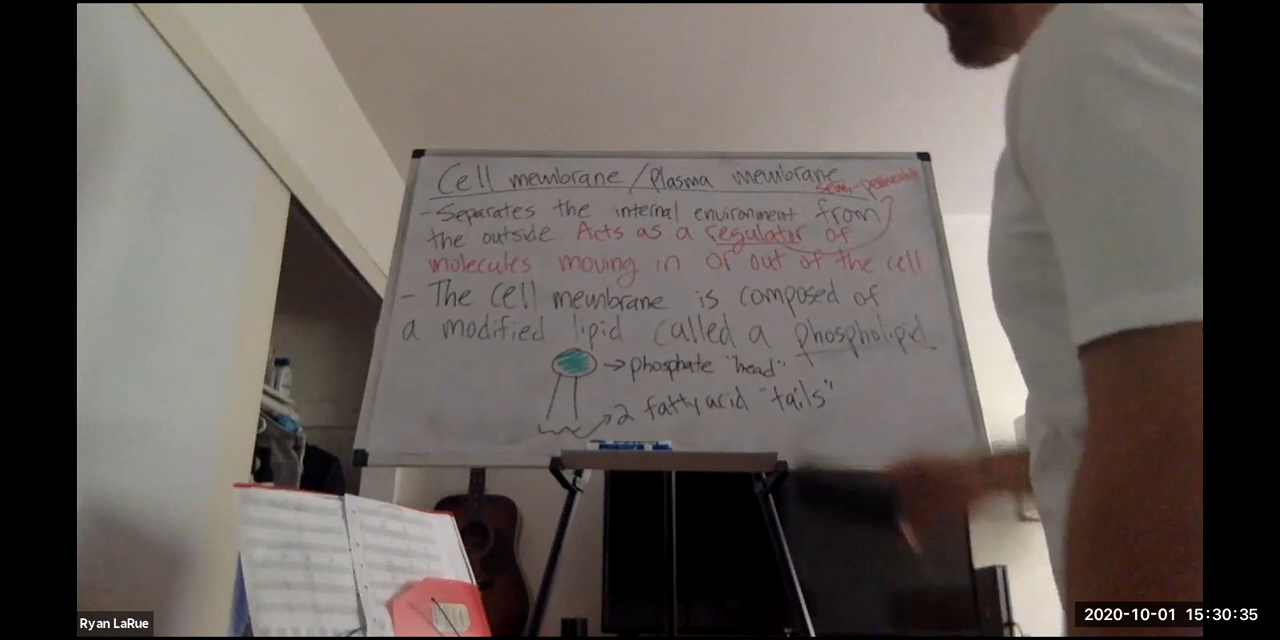 Cell membrane/Plasma membrane
semi-permeable
- Separates the internal environment from
the outside. Acts as a regulator of
molecules moving in or out of the cell
- The cell membrane is composed of
a modified lipid called a phospholipid.
→ phosphate "head"
→ 2 fatty acid "tails"
Ryan LaRue
2020-10-01 15:30:35